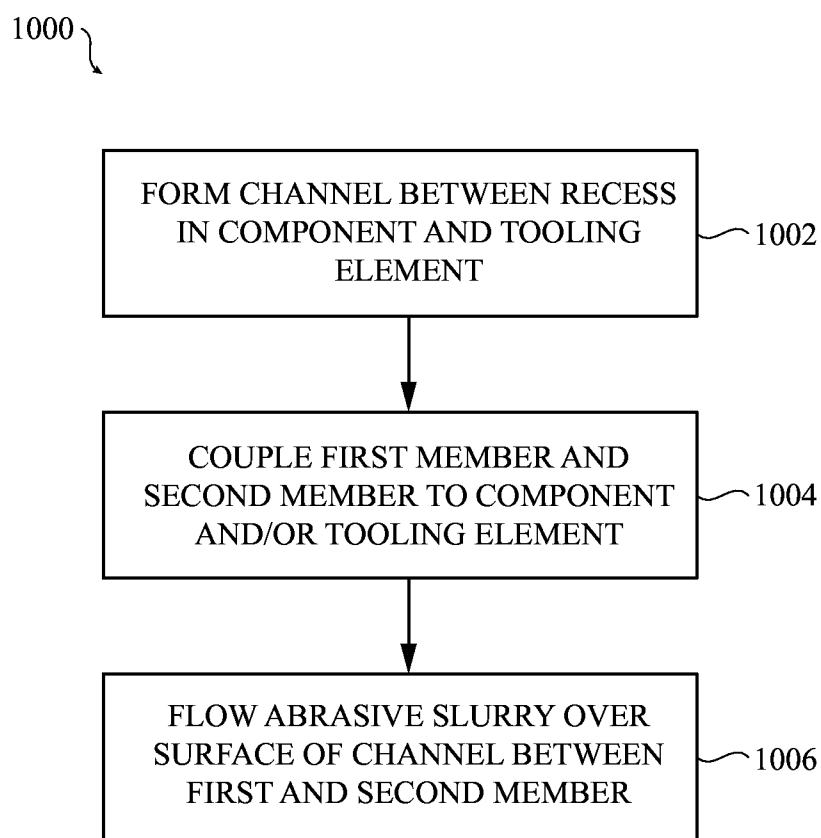 1000
FORM CHANNEL BETWEEN RECESS
IN COMPONENT AND TOOLING
ELEMENT
1002
COUPLE FIRST MEMBER AND
SECOND MEMBER TO COMPONENT
AND/OR TOOLING ELEMENT
1004
FLOW ABRASIVE SLURRY OVER
SURFACE OF CHANNEL BETWEEN
FIRST AND SECOND MEMBER
1006